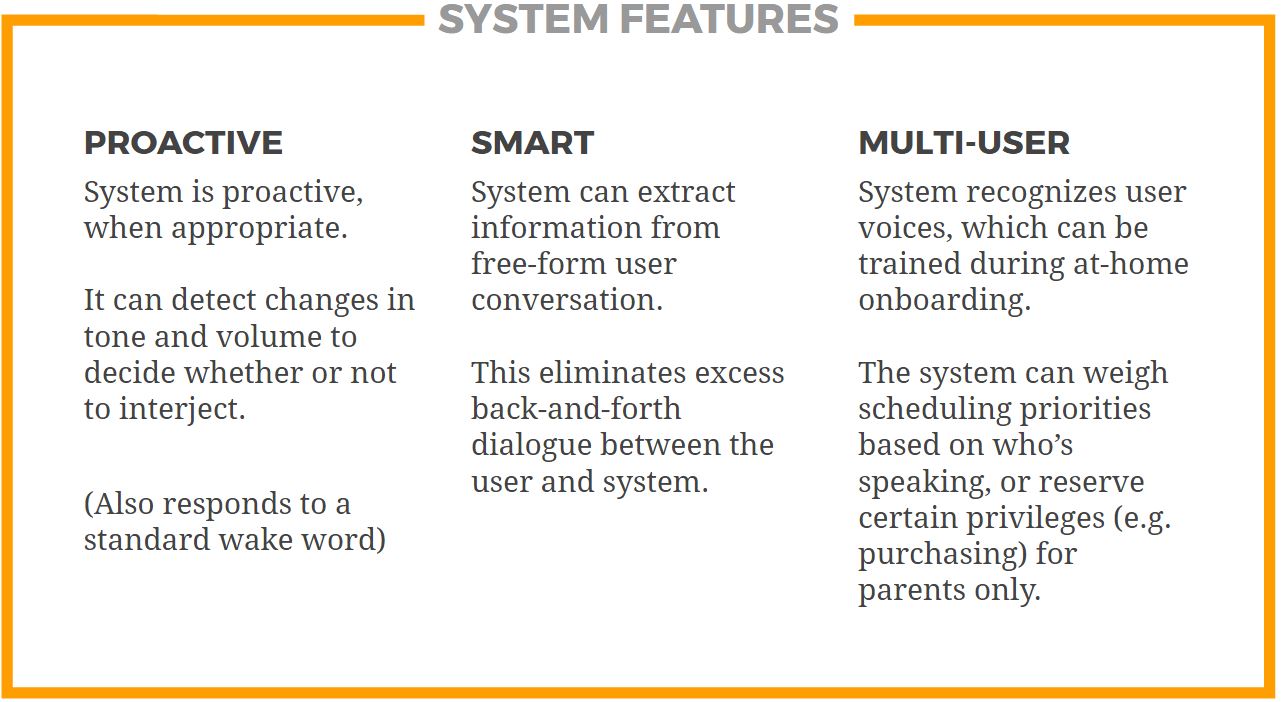 SYSTEM FEATURES
PROACTIVE
System is proactive,
when appropriate.
It can detect changes in
tone and volume to
decide whether or not
to interject.
(Also responds to a
standard wake word)
SMART
System can extract
information from
free-form user
conversation.
This eliminates excess
back-and-forth
dialogue between the
user and system.
MULTI-USER
System recognizes user
voices, which can be
trained during at-home
onboarding.
The system can weigh
scheduling priorities
based on who’s
speaking, or reserve
certain privileges (e.g.
purchasing) for
parents only.